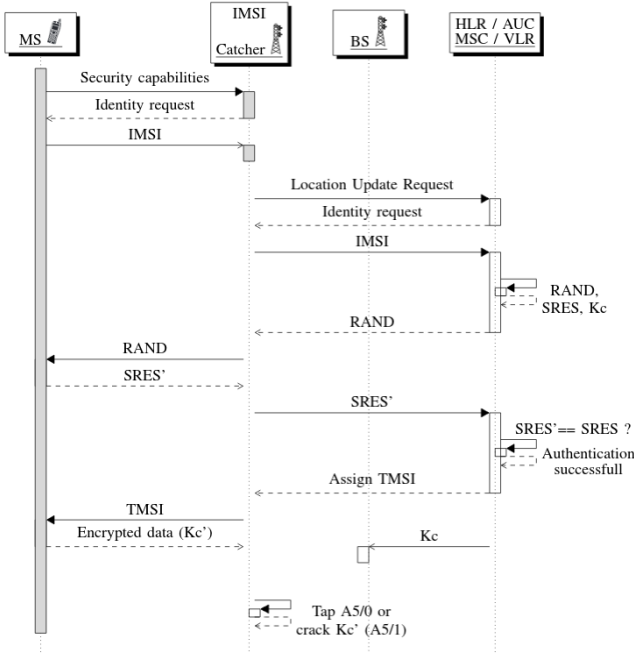 MS
IMSI
Catcher
BS
HLR / AUC
MSC / VLR
Security capabilities
Identity request
IMSI
Location Update Request
Identity request
IMSI
RAND,
SRES, Kc
RAND
RAND
SRES’
SRES’
SRES’== SRES ?
Authentication
successfull
Assign TMSI
TMSI
Encrypted data (Kc’)
Kc
Tap A5/0 or
crack Kc’ (A5/1)